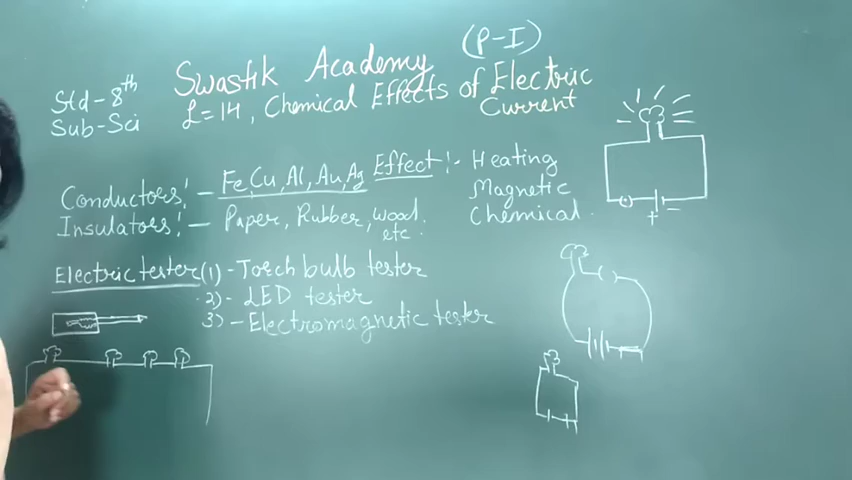 (P-I)
Swastik Academy
Std-8th
Sub-Sci
L=14, Chemical Effects of Electric
Current
Conductors:- Fe,Cu,Al,Au,Ag
Insulators:- Paper, Rubber, wood.
etc.
Effect:- Heating
Magnetic
Chemical.
+ -
Electric tester (1) - Torch bulb tester
2) - LED tester
3) - Electromagnetic tester